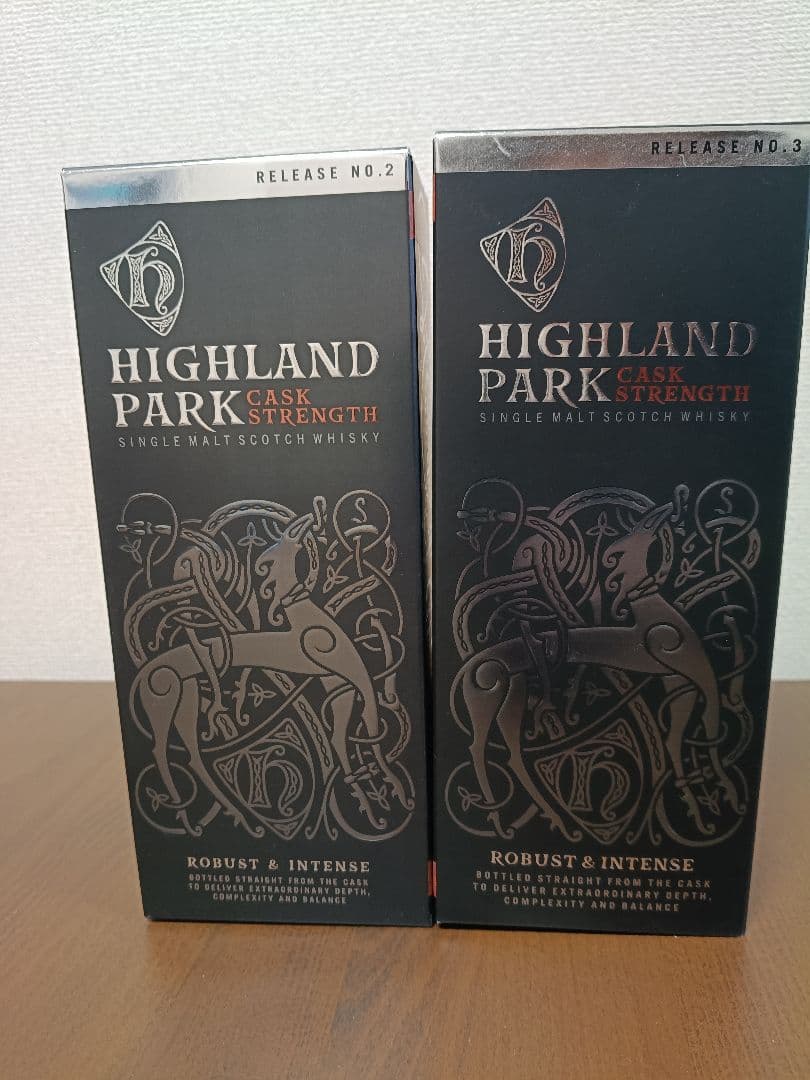 RELEASE NO.2
H
HIGHLAND
PARK CASK
STRENGTH
SINGLE MALT SCOTCH WHISKY
H
ROBUST & INTENSE
BOTTLED STRAIGHT FROM THE CASK
TO DELIVER EXTRAORDINARY DEPTH,
COMPLEXITY AND BALANCE
RELEASE NO.3
H
HIGHLAND
PARK CASK
STRENGTH
SINGLE MALT SCOTCH WHISKY
H
ROBUST & INTENSE
BOTTLED STRAIGHT FROM THE CASK
TO DELIVER EXTRAORDINARY DEPTH,
COMPLEXITY AND BALANCE